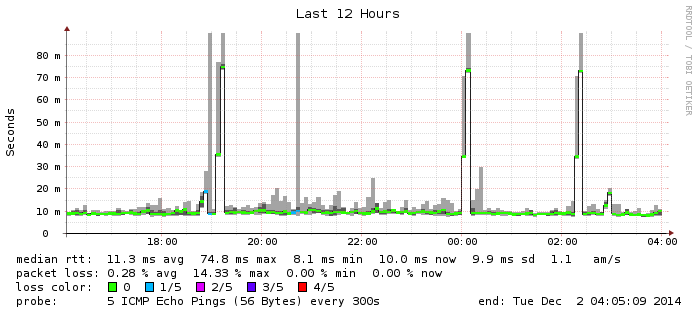 Last 12 Hours
RRDTOOL / TOBI OETIKER
Seconds
80 m
70 m
60 m
50 m
40 m
30 m
20 m
10 m
0
18:00 20:00 22:00 00:00 02:00 04:00
median rtt: 11.3 ms avg 74.8 ms max 8.1 ms min 10.0 ms now 9.9 ms sd 1.1 am/s
packet loss: 0.28 % avg 14.33 % max 0.00 % min 0.00 % now
loss color: 0 1/5 2/5 3/5 4/5
probe: 5 ICMP Echo Pings (56 Bytes) every 300s end: Tue Dec 2 04:05:09 2014